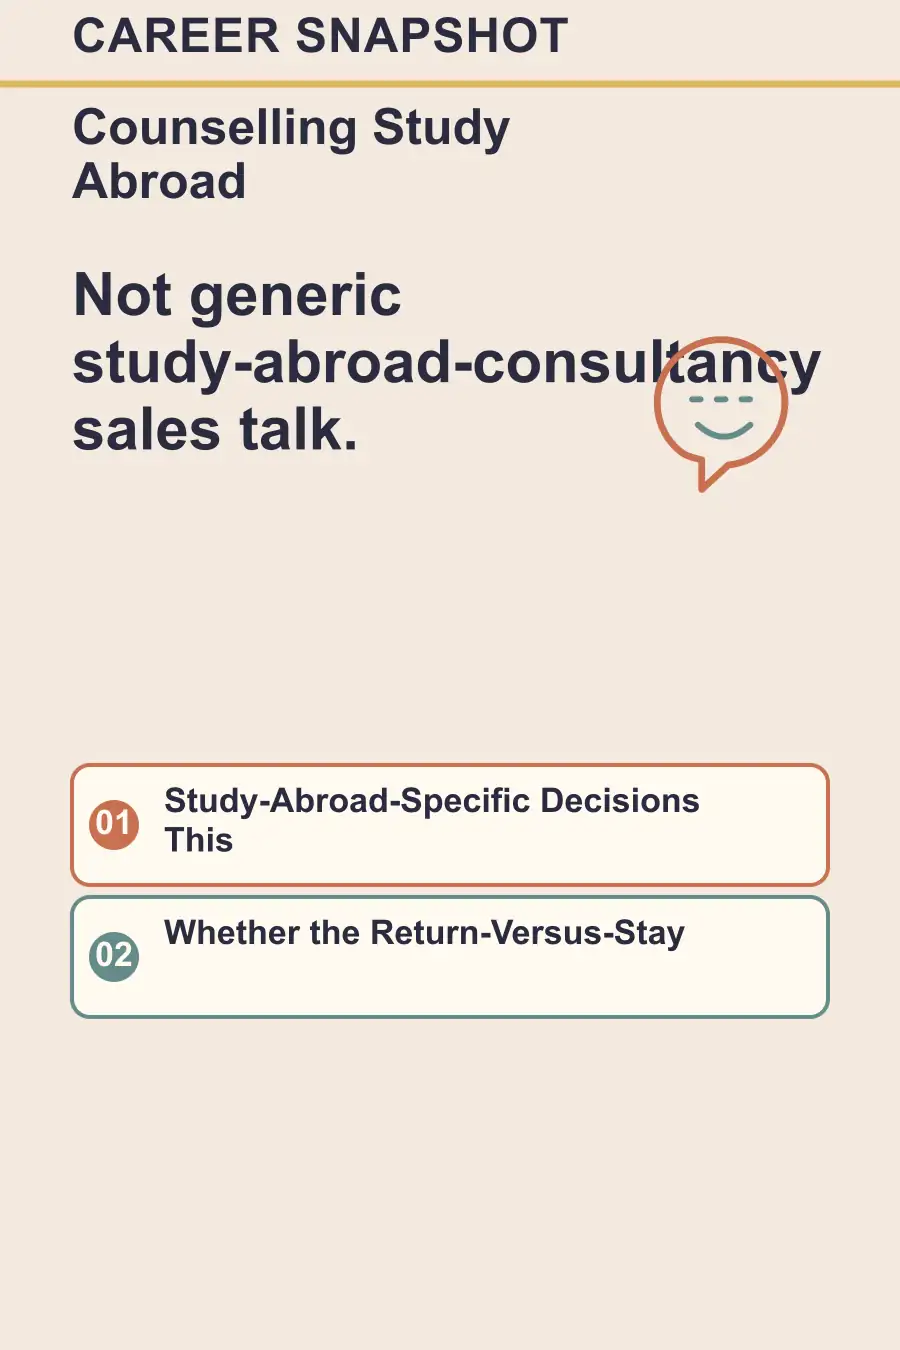 CAREER SNAPSHOT
Counselling Study
Abroad
Not generic
study-abroad-consultancy
sales talk.
01
Study-Abroad-Specific Decisions
This
02
Whether the Return-Versus-Stay